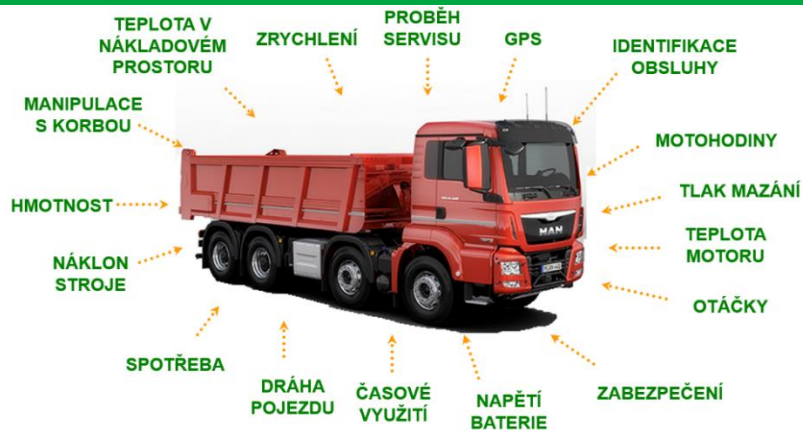 TEPLOTA V
NÁKLADOVÉM
PROSTORU
ZRYCHLENÍ
PROBĚH
SERVISU
GPS
IDENTIFIKACE
OBSLUHY
MANIPULACE
S KORBOU
MOTOHODINY
HMOTNOST
TLAK MAZÁNÍ
MAN
TEPLOTA
MOTORU
NÁKLON
STROJE
OTÁČKY
SPOTŘEBA
DRÁHA
POJEZDU
ČASOVÉ
VYUŽITÍ
NAPĚTÍ
BATERIE
ZABEZPEČENÍ